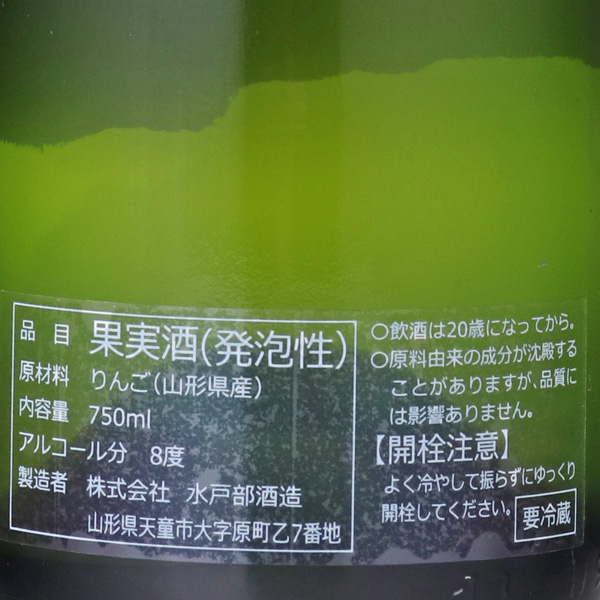 品目 果実酒(発泡性)
原材料 りんご(山形県産)
内容量 750ml
アルコール分 8度
製造者 株式会社 水戸部酒造
山形県天童市大字原町乙7番地
○飲酒は20歳になってから。
○原料由来の成分が沈殿する
ことがありますが、品質に
は影響ありません。
【開栓注意】
よく冷やして振らずにゆっくり
開栓してください。
要冷蔵